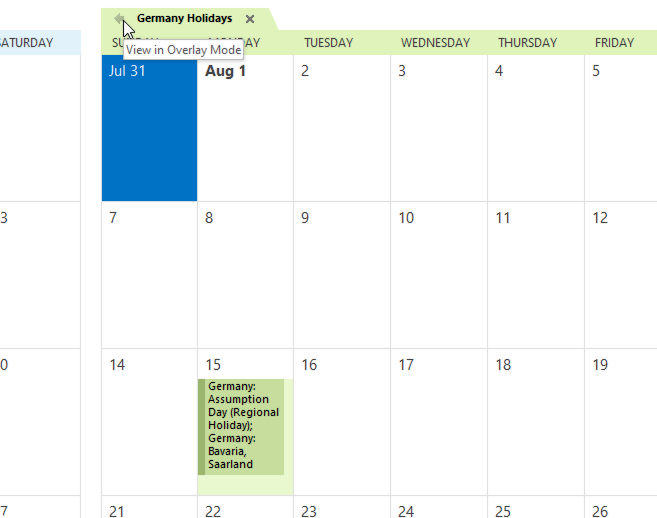 Germany Holidays
SATURDAY SUNDAY MONDAY TUESDAY WEDNESDAY THURSDAY FRIDAY
View in Overlay Mode
Jul 31 Aug 1 2 3 4 5
3 7 8 9 10 11 12
0 14 15 16 17 18 19
Germany:
Assumption
Day (Regional
Holiday);
Germany:
Bavaria,
Saarland
7 21 22 23 24 25 26